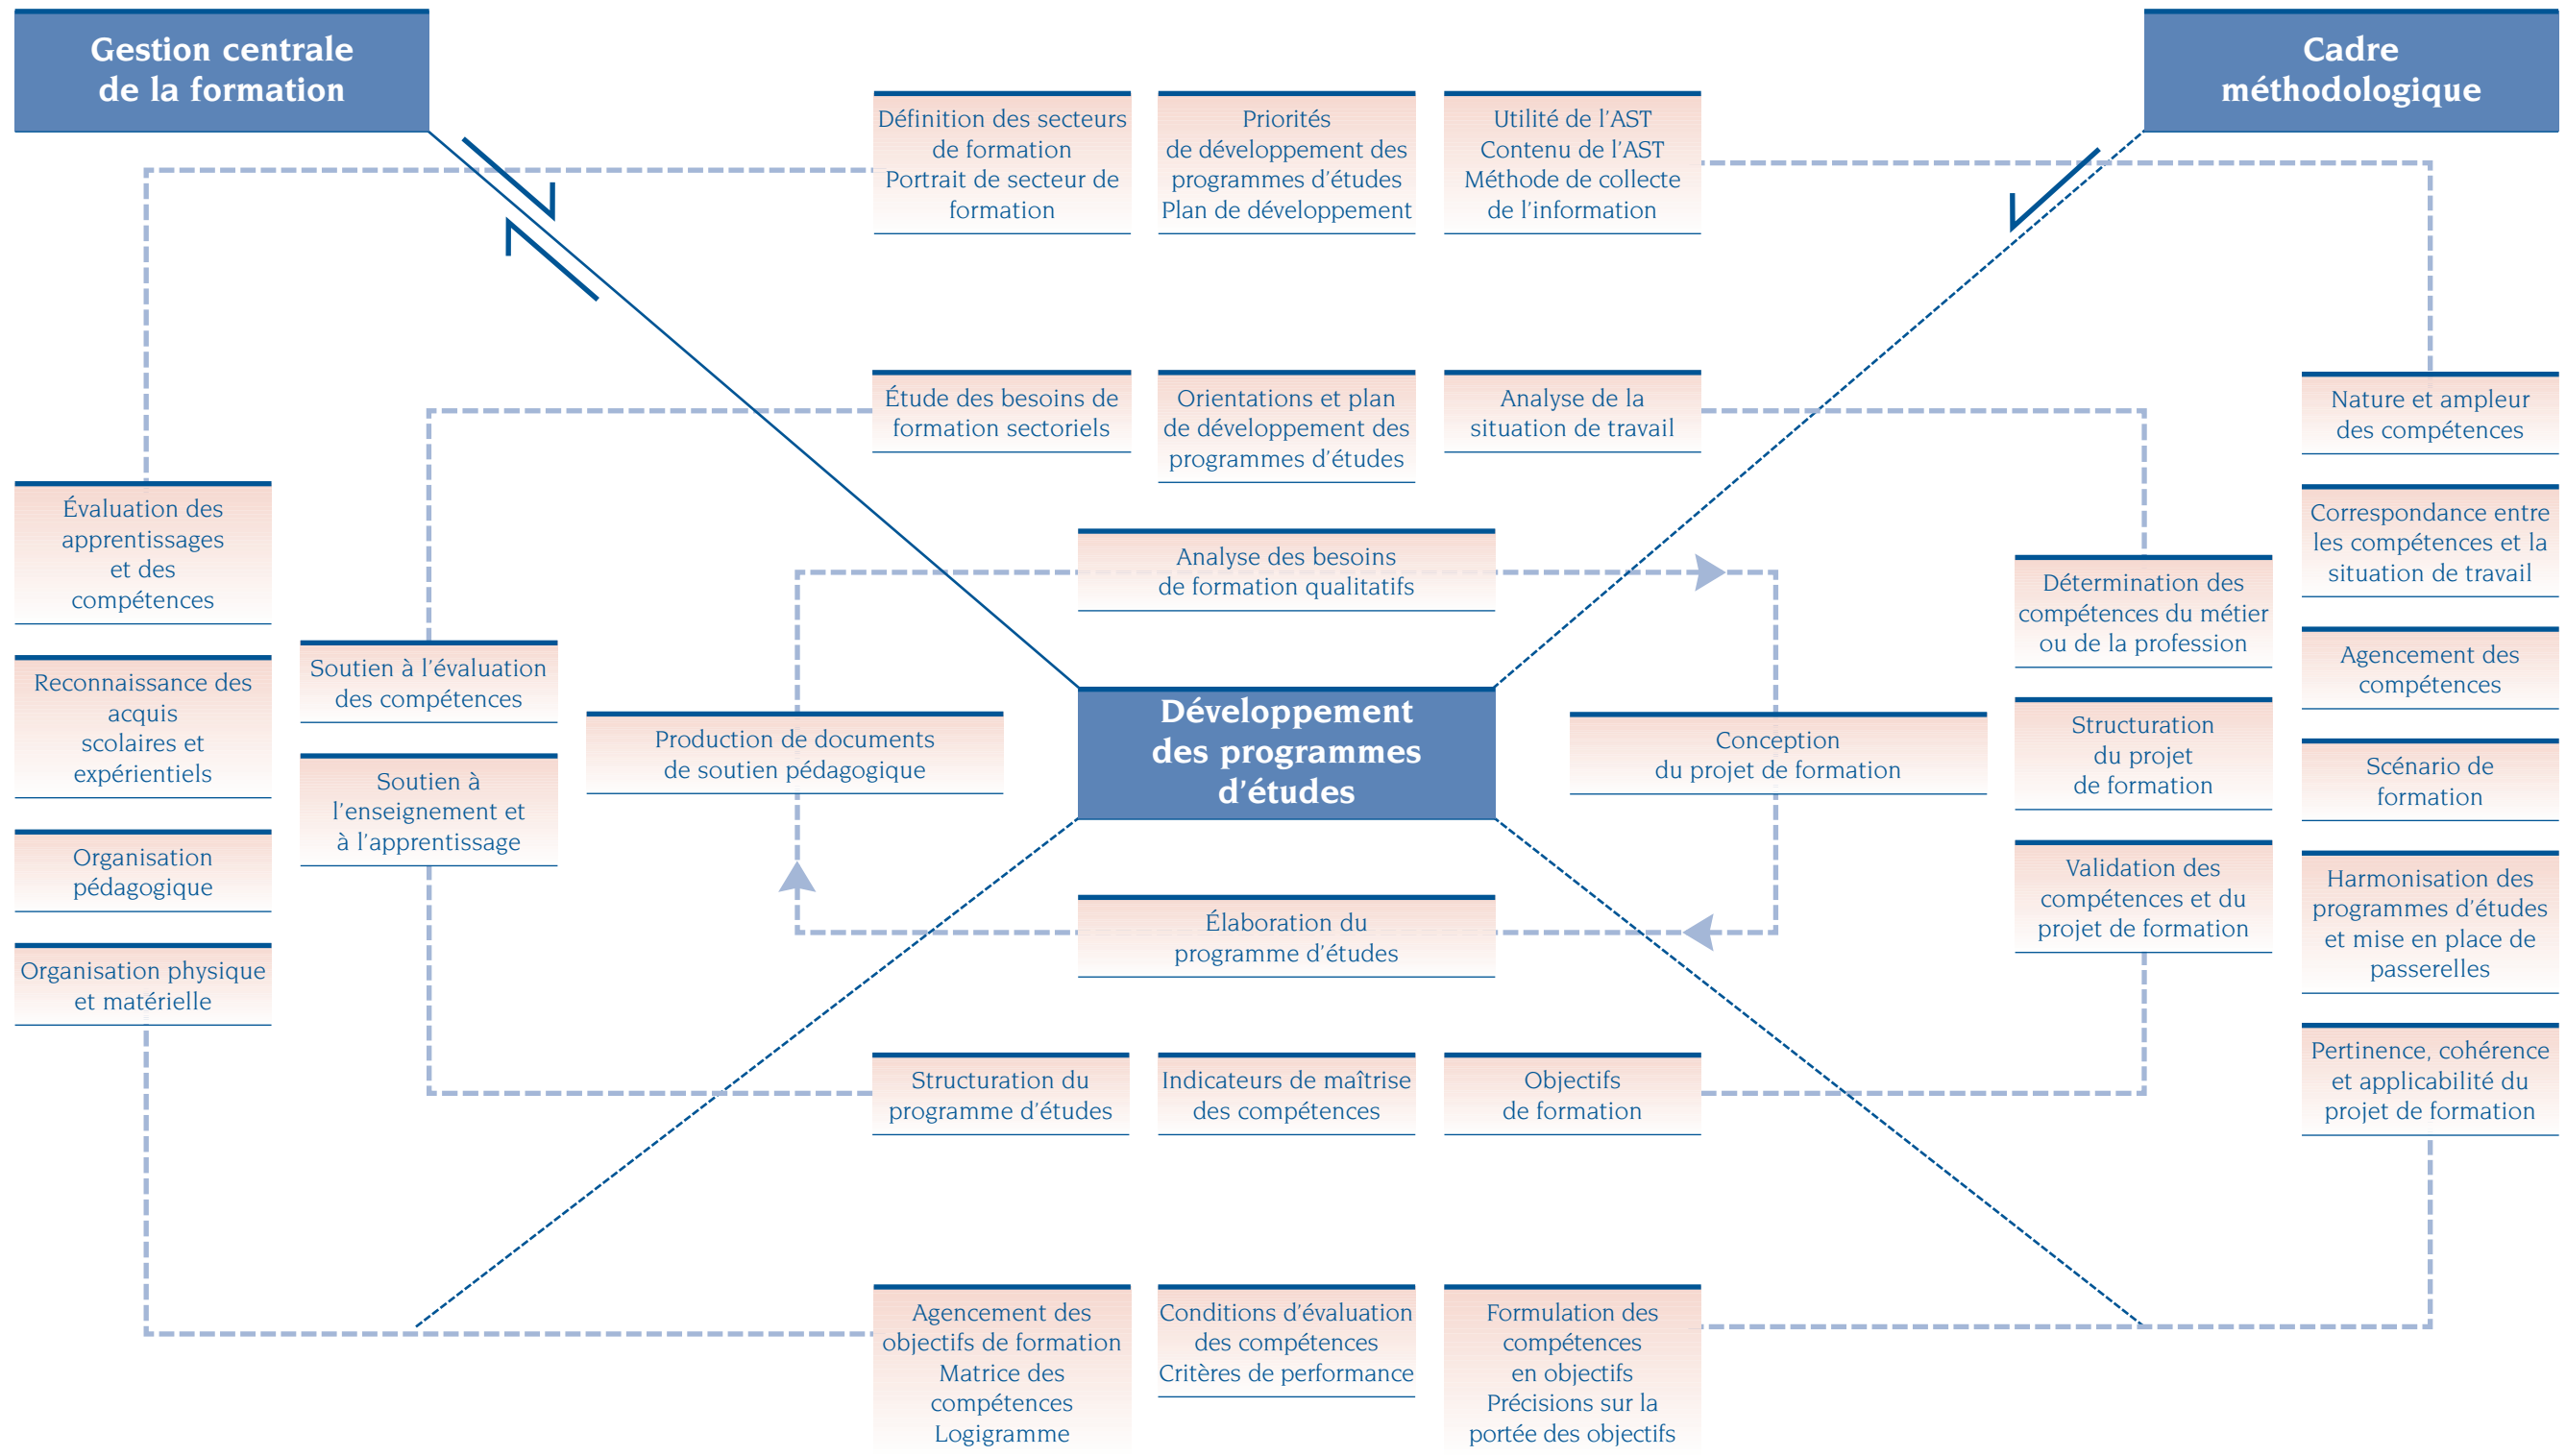 Gestion centrale
de la formation
Cadre
méthodologique
Définition des secteurs
de formation
Portrait de secteur de
formation
Priorités
de développement des
programmes d'études
Plan de développement
Utilité de l'AST
Contenu de l'AST
Méthode de collecte
de l'information
Étude des besoins de
formation sectoriels
Orientations et plan
de développement des
programmes d'études
Analyse de la
situation de travail
Nature et ampleur
des compétences
Évaluation des
apprentissages
et des
compétences
Correspondance entre
les compétences et la
situation de travail
Analyse des besoins
de formation qualitatifs
Détermination des
compétences du métier
ou de la profession
Soutien à l'évaluation
des compétences
Agencement des
compétences
Reconnaissance des
acquis
scolaires et
expérientiels
Développement
des programmes
d'études
Production de documents
de soutien pédagogique
Conception
du projet de formation
Structuration
du projet
de formation
Scénario de
formation
Soutien à
l'enseignement et
à l'apprentissage
Organisation
pédagogique
Validation des
compétences et du
projet de formation
Harmonisation des
programmes d'études
et mise en place de
passerelles
Élaboration du
programme d'études
Organisation physique
et matérielle
Pertinence, cohérence
et applicabilité du
projet de formation
Structuration du
programme d'études
Indicateurs de maîtrise
des compétences
Objectifs
de formation
Agencement des
objectifs de formation
Matrice des
compétences
Logigramme
Conditions d'évaluation
des compétences
Critères de performance
Formulation des
compétences
en objectifs
Précisions sur la
portée des objectifs